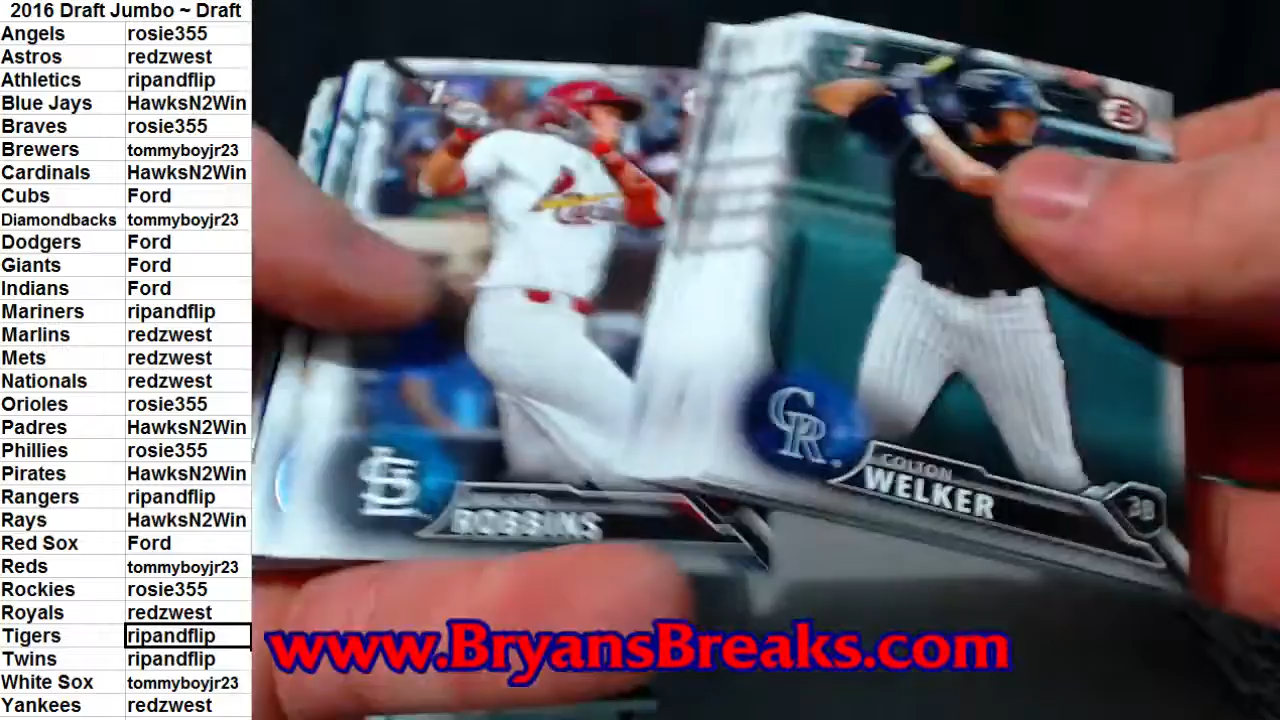 2016 Draft Jumbo ~ Draft
Angels rosie355
Astros redzwest
Athletics ripandflip
Blue Jays HawksN2Win
Braves rosie355
Brewers tommyboyjr23
Cardinals HawksN2Win
Cubs Ford
Diamondbacks tommyboyjr23
Dodgers Ford
Giants Ford
Indians Ford
Mariners ripandflip
Marlins redzwest
Mets redzwest
Nationals redzwest
Orioles rosie355
Padres HawksN2Win
Phillies rosie355
Pirates HawksN2Win
Rangers ripandflip
Rays HawksN2Win
Red Sox Ford
Reds tommyboyjr23
Rockies rosie355
Royals redzwest
Tigers ripandflip
Twins ripandflip
White Sox tommyboyjr23
Yankees redzwest
STL
ROBBINS
CR
COLTON
WELKER
3B
www.BryansBreaks.com